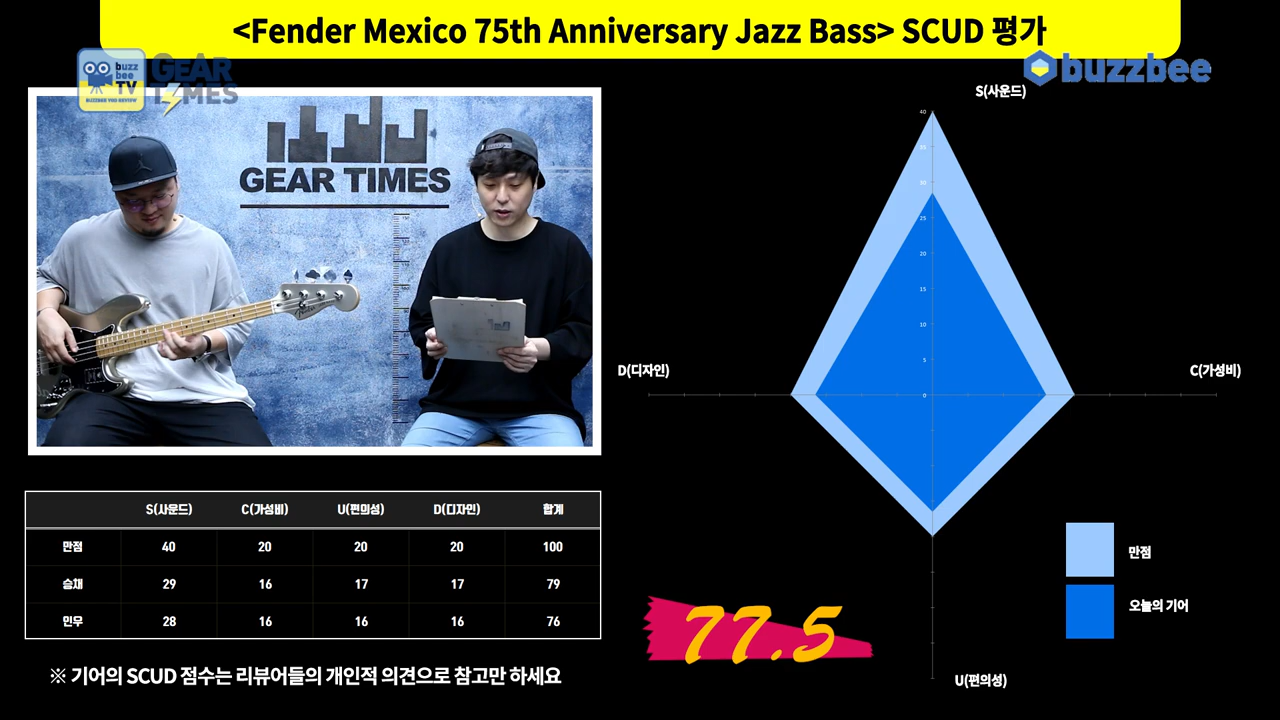 <Fender Mexico 75th Anniversary Jazz Bass> SCUD 평가
buzz
bee
TV
BUZZBEE YOU REVIEW
GEAR
TIMES
buzzbee
GEAR TIMES
Fender
S(사운드)
40
35
30
25
20
15
10
5
0
D(디자인)
C(가성비)
U(편의성)
만점
오늘의 기어
S(사운드) C(가성비) U(편의성) D(디자인) 합계
만점 40 20 20 20 100
승채 29 16 17 17 79
민우 28 16 16 16 76
77.5
※ 기어의 SCUD 점수는 리뷰어들의 개인적 의견으로 참고만 하세요